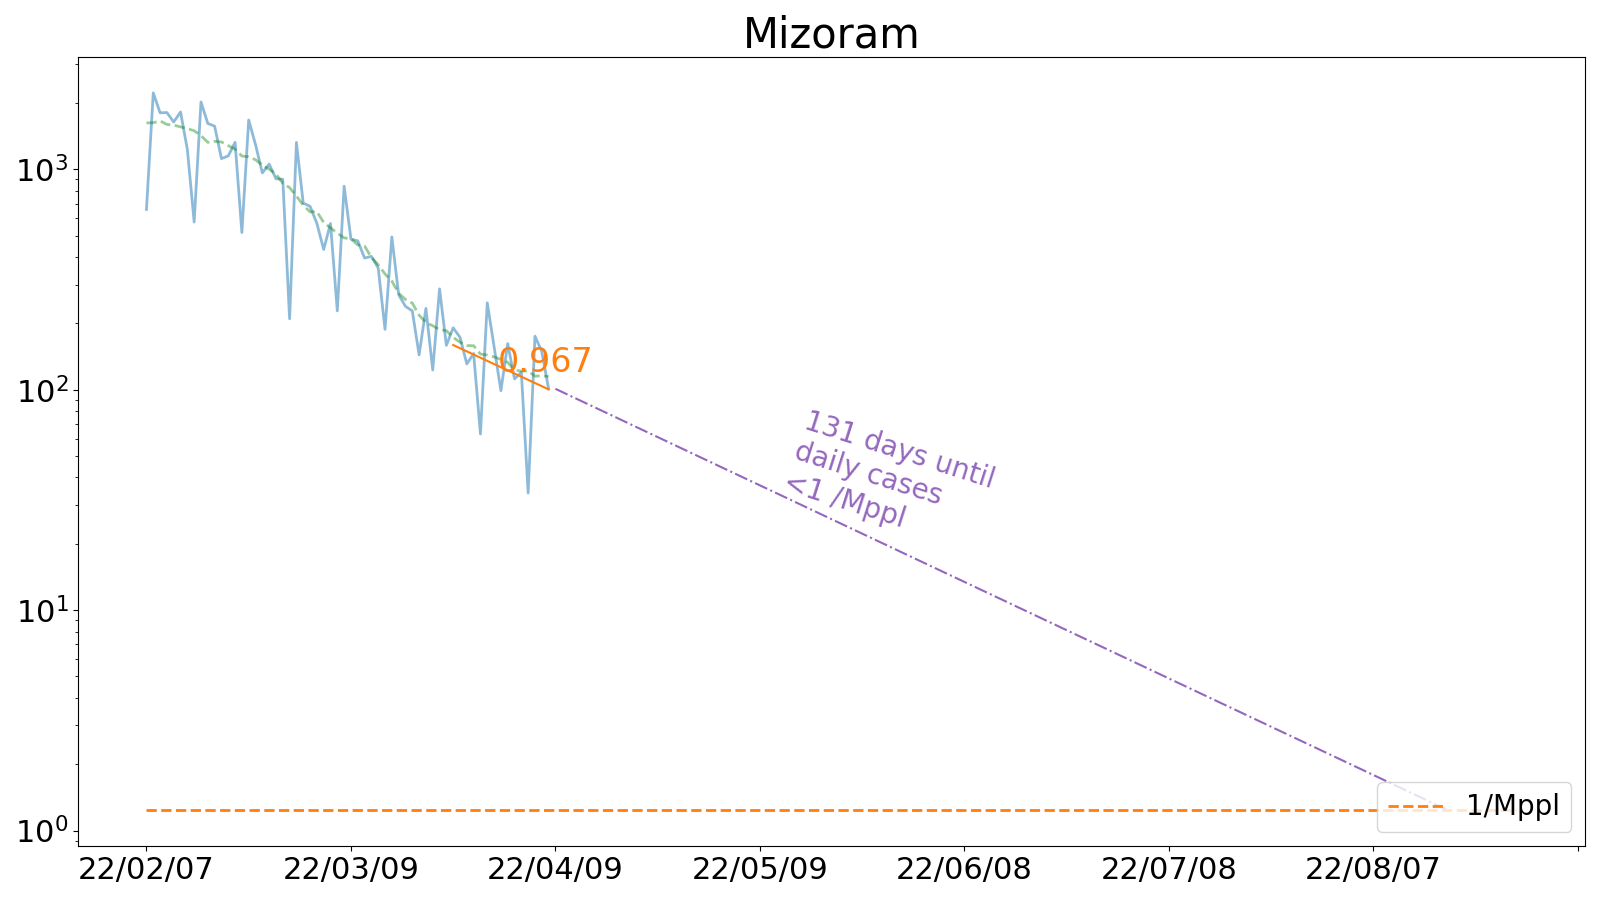 Mizoram
10³
10²
10¹
10⁰
0.967
131 days until
daily cases
<1 /Mppl
1/Mppl
22/02/07 22/03/09 22/04/09 22/05/09 22/06/08 22/07/08 22/08/07